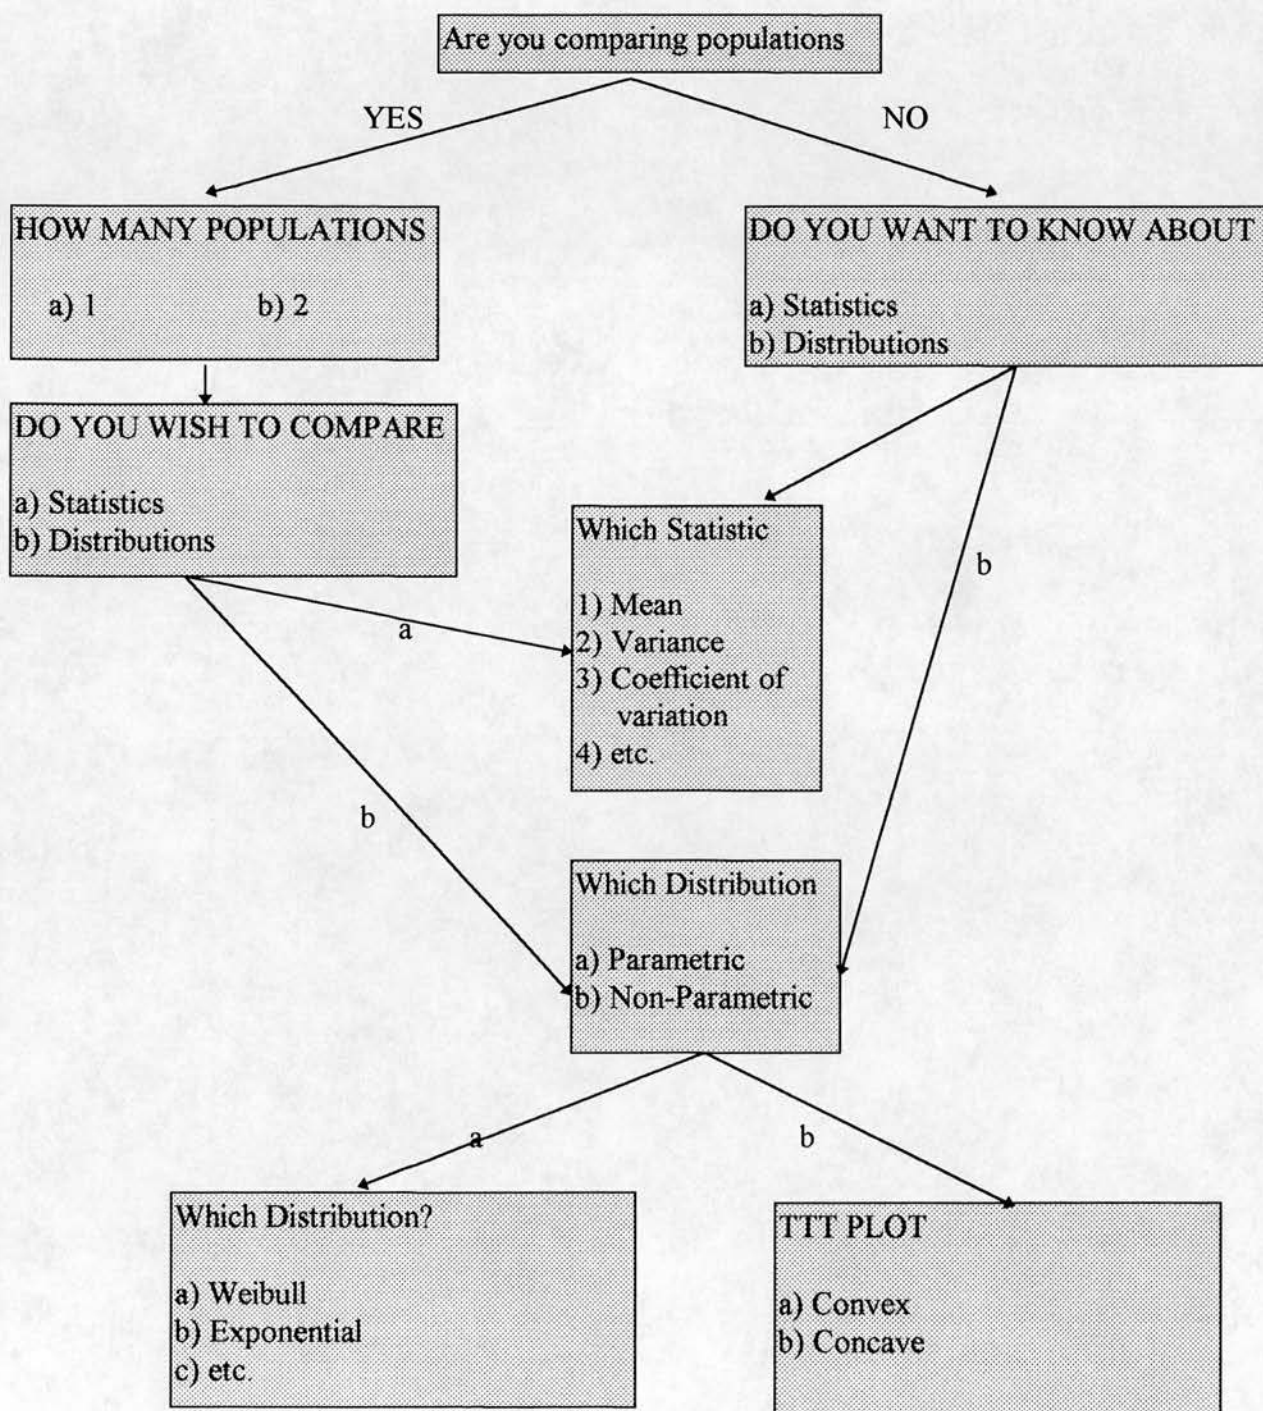 Are you comparing populations
YES
NO
HOW MANY POPULATIONS
a) 1 b) 2
DO YOU WANT TO KNOW ABOUT
a) Statistics
b) Distributions
DO YOU WISH TO COMPARE
a) Statistics
b) Distributions
Which Statistic
1) Mean
2) Variance
3) Coefficient of
variation
4) etc.
a
b
b
Which Distribution
a) Parametric
b) Non-Parametric
a
b
Which Distribution?
a) Weibull
b) Exponential
c) etc.
TTT PLOT
a) Convex
b) Concave